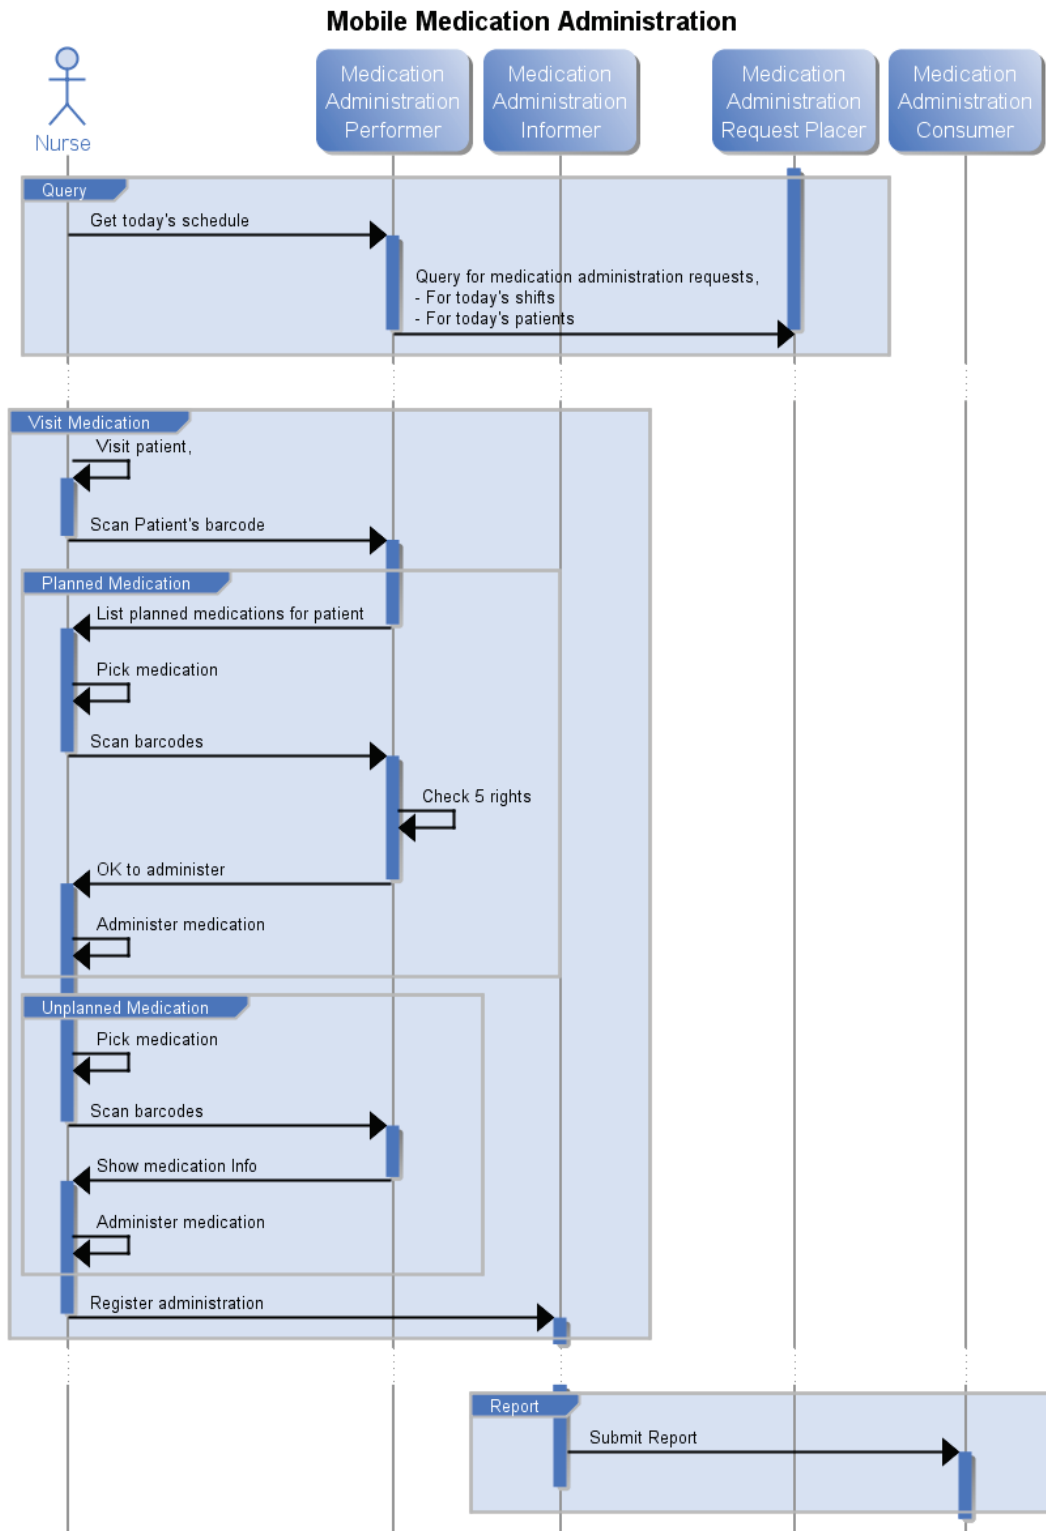 Mobile Medication Administration
Nurse
Medication
Administration
Performer
Medication
Administration
Informer
Medication
Administration
Request Placer
Medication
Administration
Consumer
Query
Get today's schedule
Query for medication administration requests,
- For today's shifts
- For today's patients
Visit Medication
Visit patient,
Scan Patient's barcode
Planned Medication
List planned medications for patient
Pick medication
Scan barcodes
Check 5 rights
OK to administer
Administer medication
Unplanned Medication
Pick medication
Scan barcodes
Show medication Info
Administer medication
Register administration
Report
Submit Report